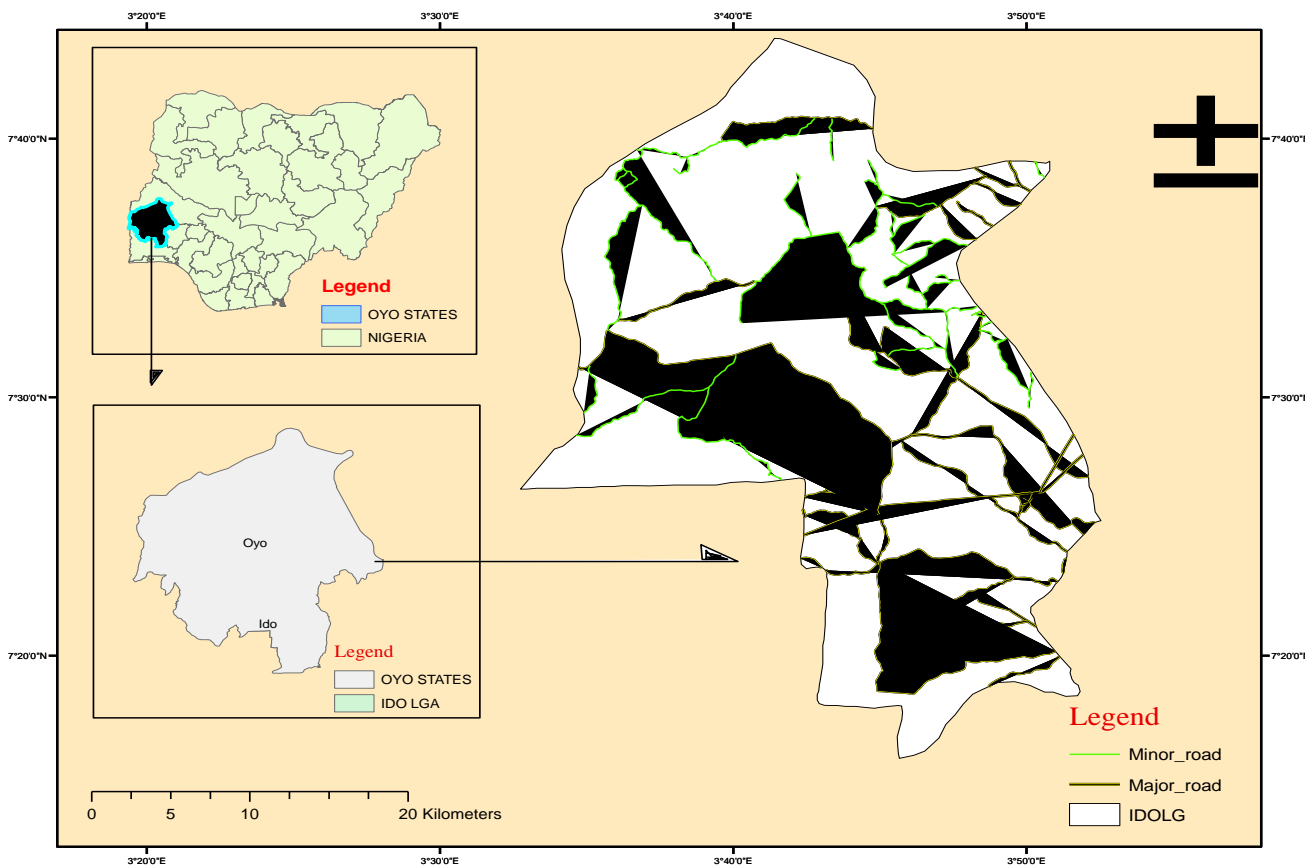 3°20'0"E
3°30'0"E
3°40'0"E
3°50'0"E
7°40'0"N
7°40'0"N
Legend
OYO STATES
NIGERIA
7°30'0"N
7°30'0"N
Oyo
Ido
Legend
OYO STATES
IDO LGA
7°20'0"N
7°20'0"N
Legend
Minor_road
Major_road
IDOLG
0 5 10 20 Kilometers
3°20'0"E
3°30'0"E
3°40'0"E
3°50'0"E